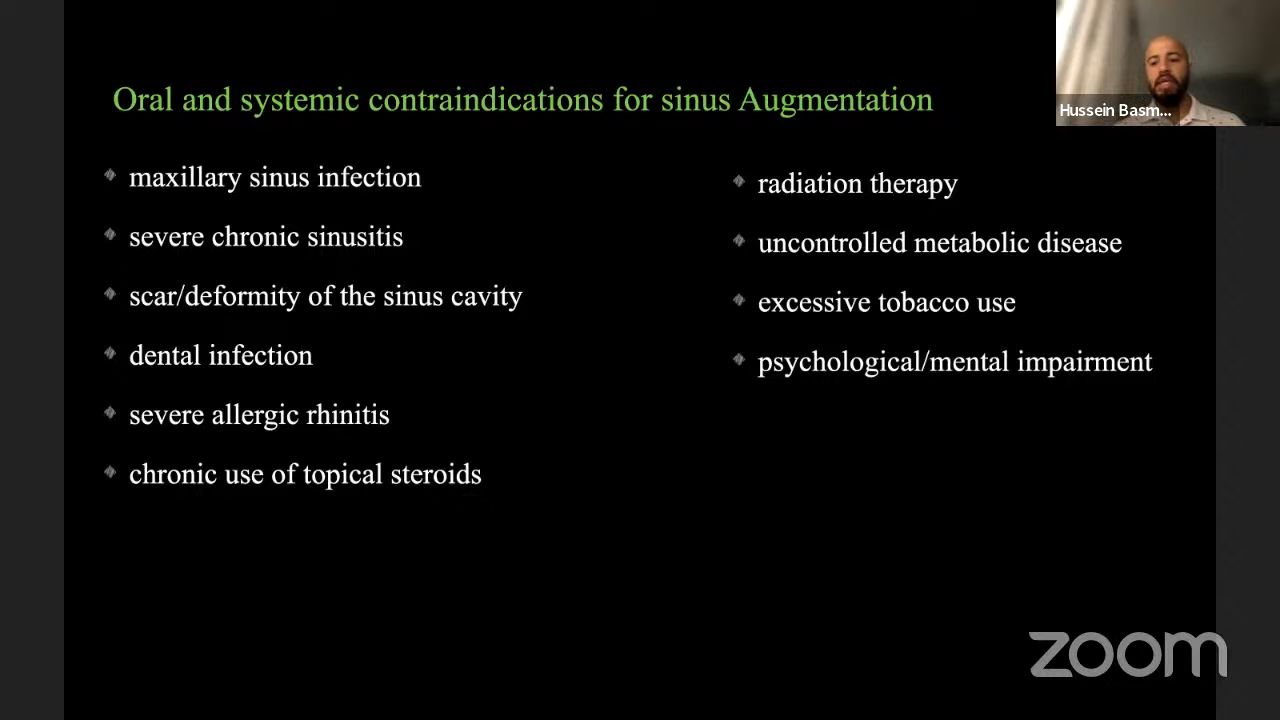 Oral and systemic contraindications for sinus Augmentation
Hussein Basm...
maxillary sinus infection
severe chronic sinusitis
scar/deformity of the sinus cavity
dental infection
severe allergic rhinitis
chronic use of topical steroids
radiation therapy
uncontrolled metabolic disease
excessive tobacco use
psychological/mental impairment
zoom